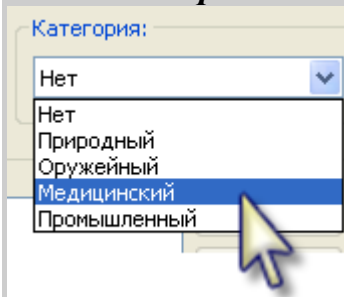 Категория:
Нет
Нет
Природный
Оружейный
Медицинский
Промышленный